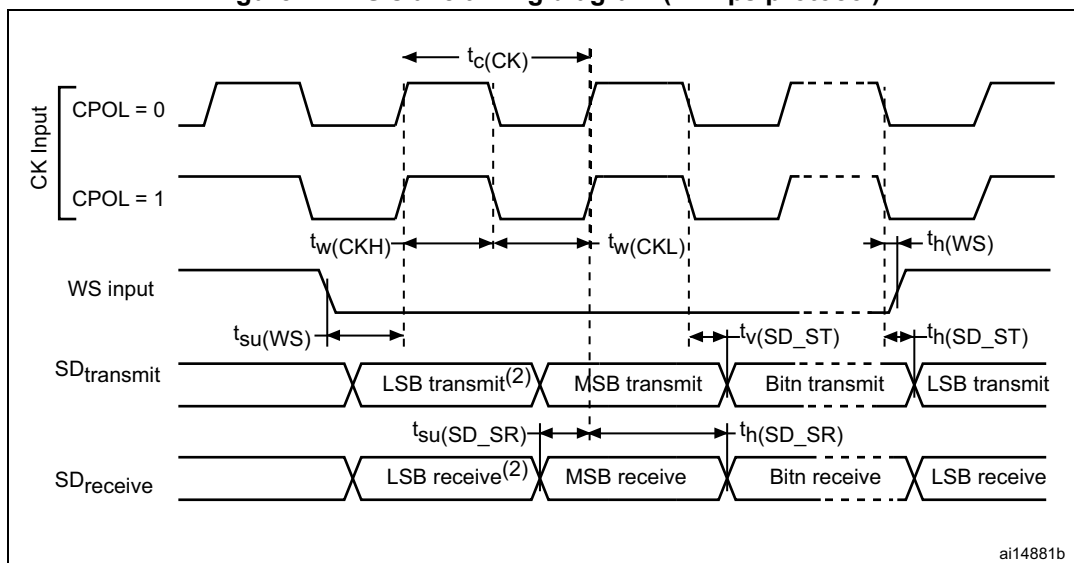 tc(CK)
CK Input
CPOL = 0
CPOL = 1
tw(CKH)
tw(CKL)
th(WS)
WS input
tsu(WS)
tv(SD_ST)
th(SD_ST)
SDtransmit
LSB transmit(2)
MSB transmit
Bitn transmit
LSB transmit
tsu(SD_SR)
th(SD_SR)
SDreceive
LSB receive(2)
MSB receive
Bitn receive
LSB receive
ai14881b